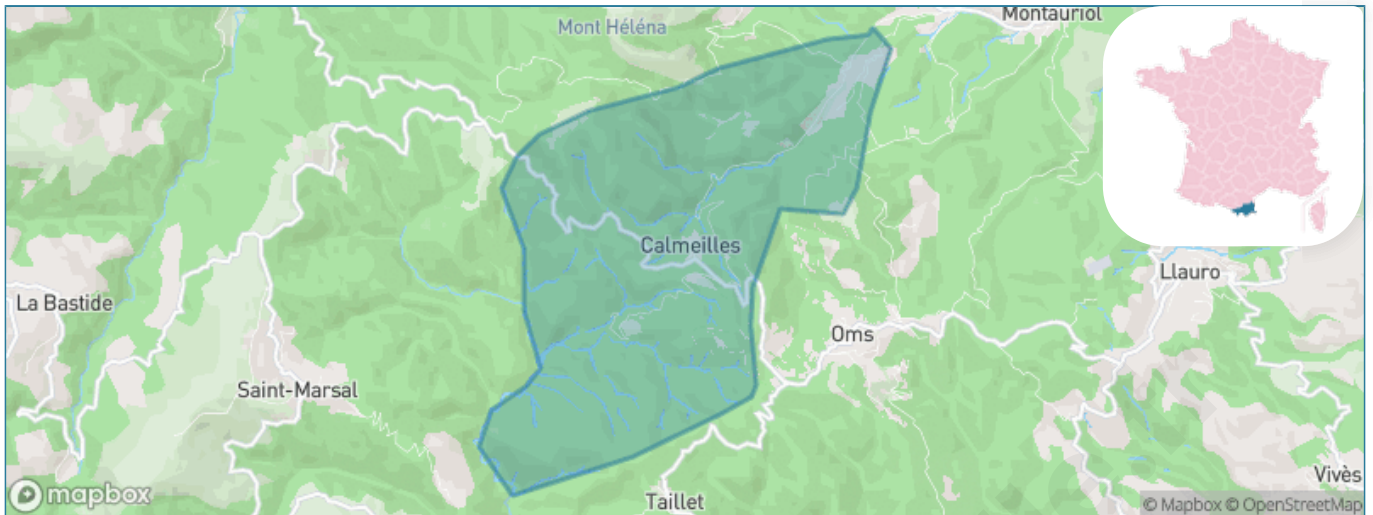 Montauriol
Mont Héléna
Calmeilles
Llauro
La Bastide
Oms
Saint-Marsal
Vivès
Taillet
mapbox
© Mapbox © OpenStreetMap